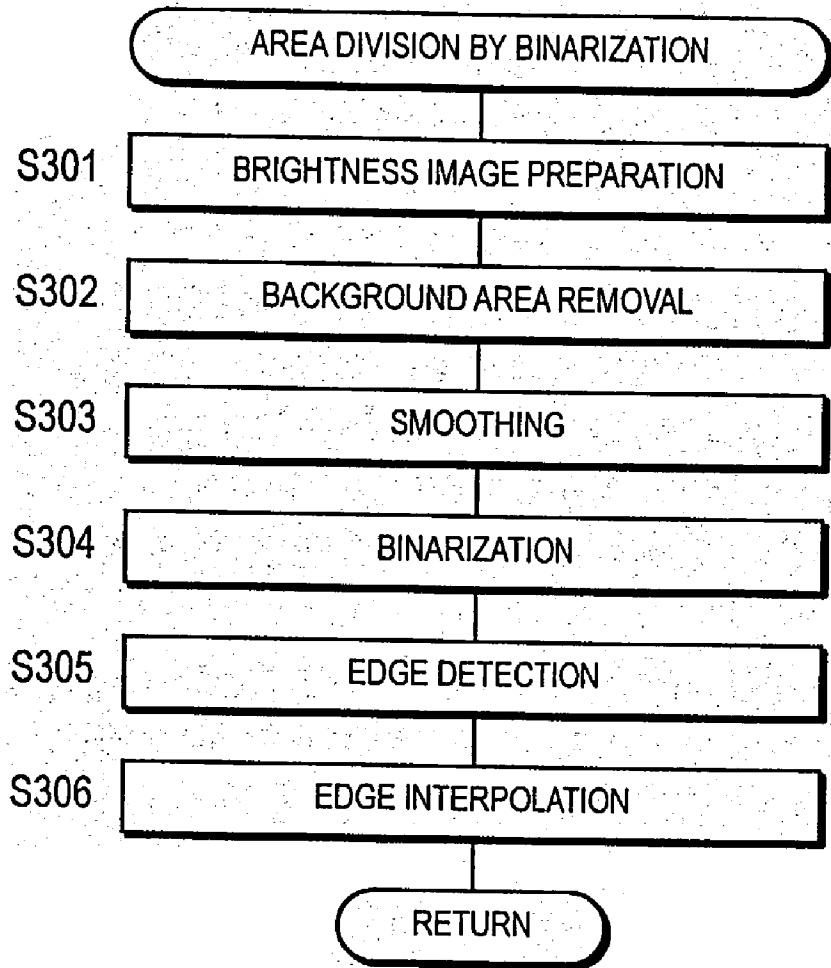 AREA DIVISION BY BINARIZATION
S301 BRIGHTNESS IMAGE PREPARATION
S302 BACKGROUND AREA REMOVAL
S303 SMOOTHING
S304 BINARIZATION
S305 EDGE DETECTION
S306 EDGE INTERPOLATION
RETURN